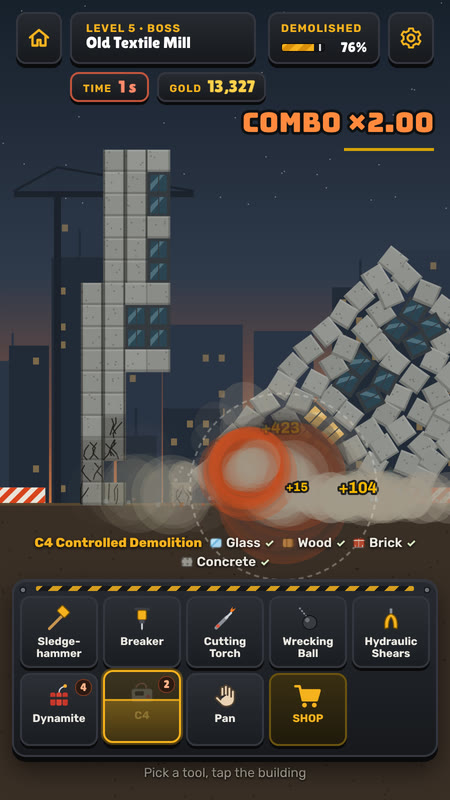 LEVEL 5 • BOSS
Old Textile Mill
DEMOLISHED
76%
TIME 1 s
GOLD 13,327
COMBO ×2.00
+423
+15
+104
C4 Controlled Demolition Glass ✓ Wood ✓ Brick ✓
Concrete ✓
Sledge-
hammer
Breaker
Cutting
Torch
Wrecking
Ball
Hydraulic
Shears
4
Dynamite
2
C4
Pan
SHOP
Pick a tool, tap the building